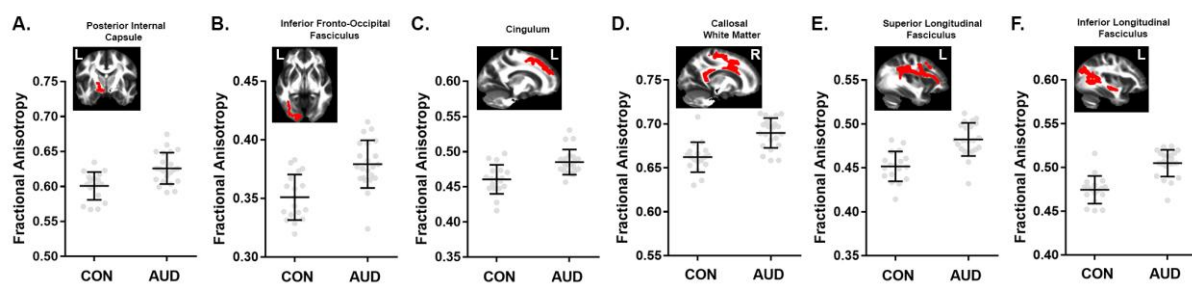 A.
Posterior Internal
Capsule
L
Fractional Anisotropy
0.75
0.70
0.65
0.60
0.55
0.50
CON AUD
B.
Inferior Fronto-Occipital
Fasciculus
L
Fractional Anisotropy
0.45
0.40
0.35
0.30
CON AUD
C.
Cingulum
L
Fractional Anisotropy
0.60
0.55
0.50
0.45
0.40
0.35
CON AUD
D.
Callosal
White Matter
R
Fractional Anisotropy
0.75
0.70
0.65
0.60
0.55
CON AUD
E.
Superior Longitudinal
Fasciculus
L
Fractional Anisotropy
0.55
0.50
0.45
0.40
0.35
CON AUD
F.
Inferior Longitudinal
Fasciculus
L
Fractional Anisotropy
0.60
0.55
0.50
0.45
0.40
CON AUD